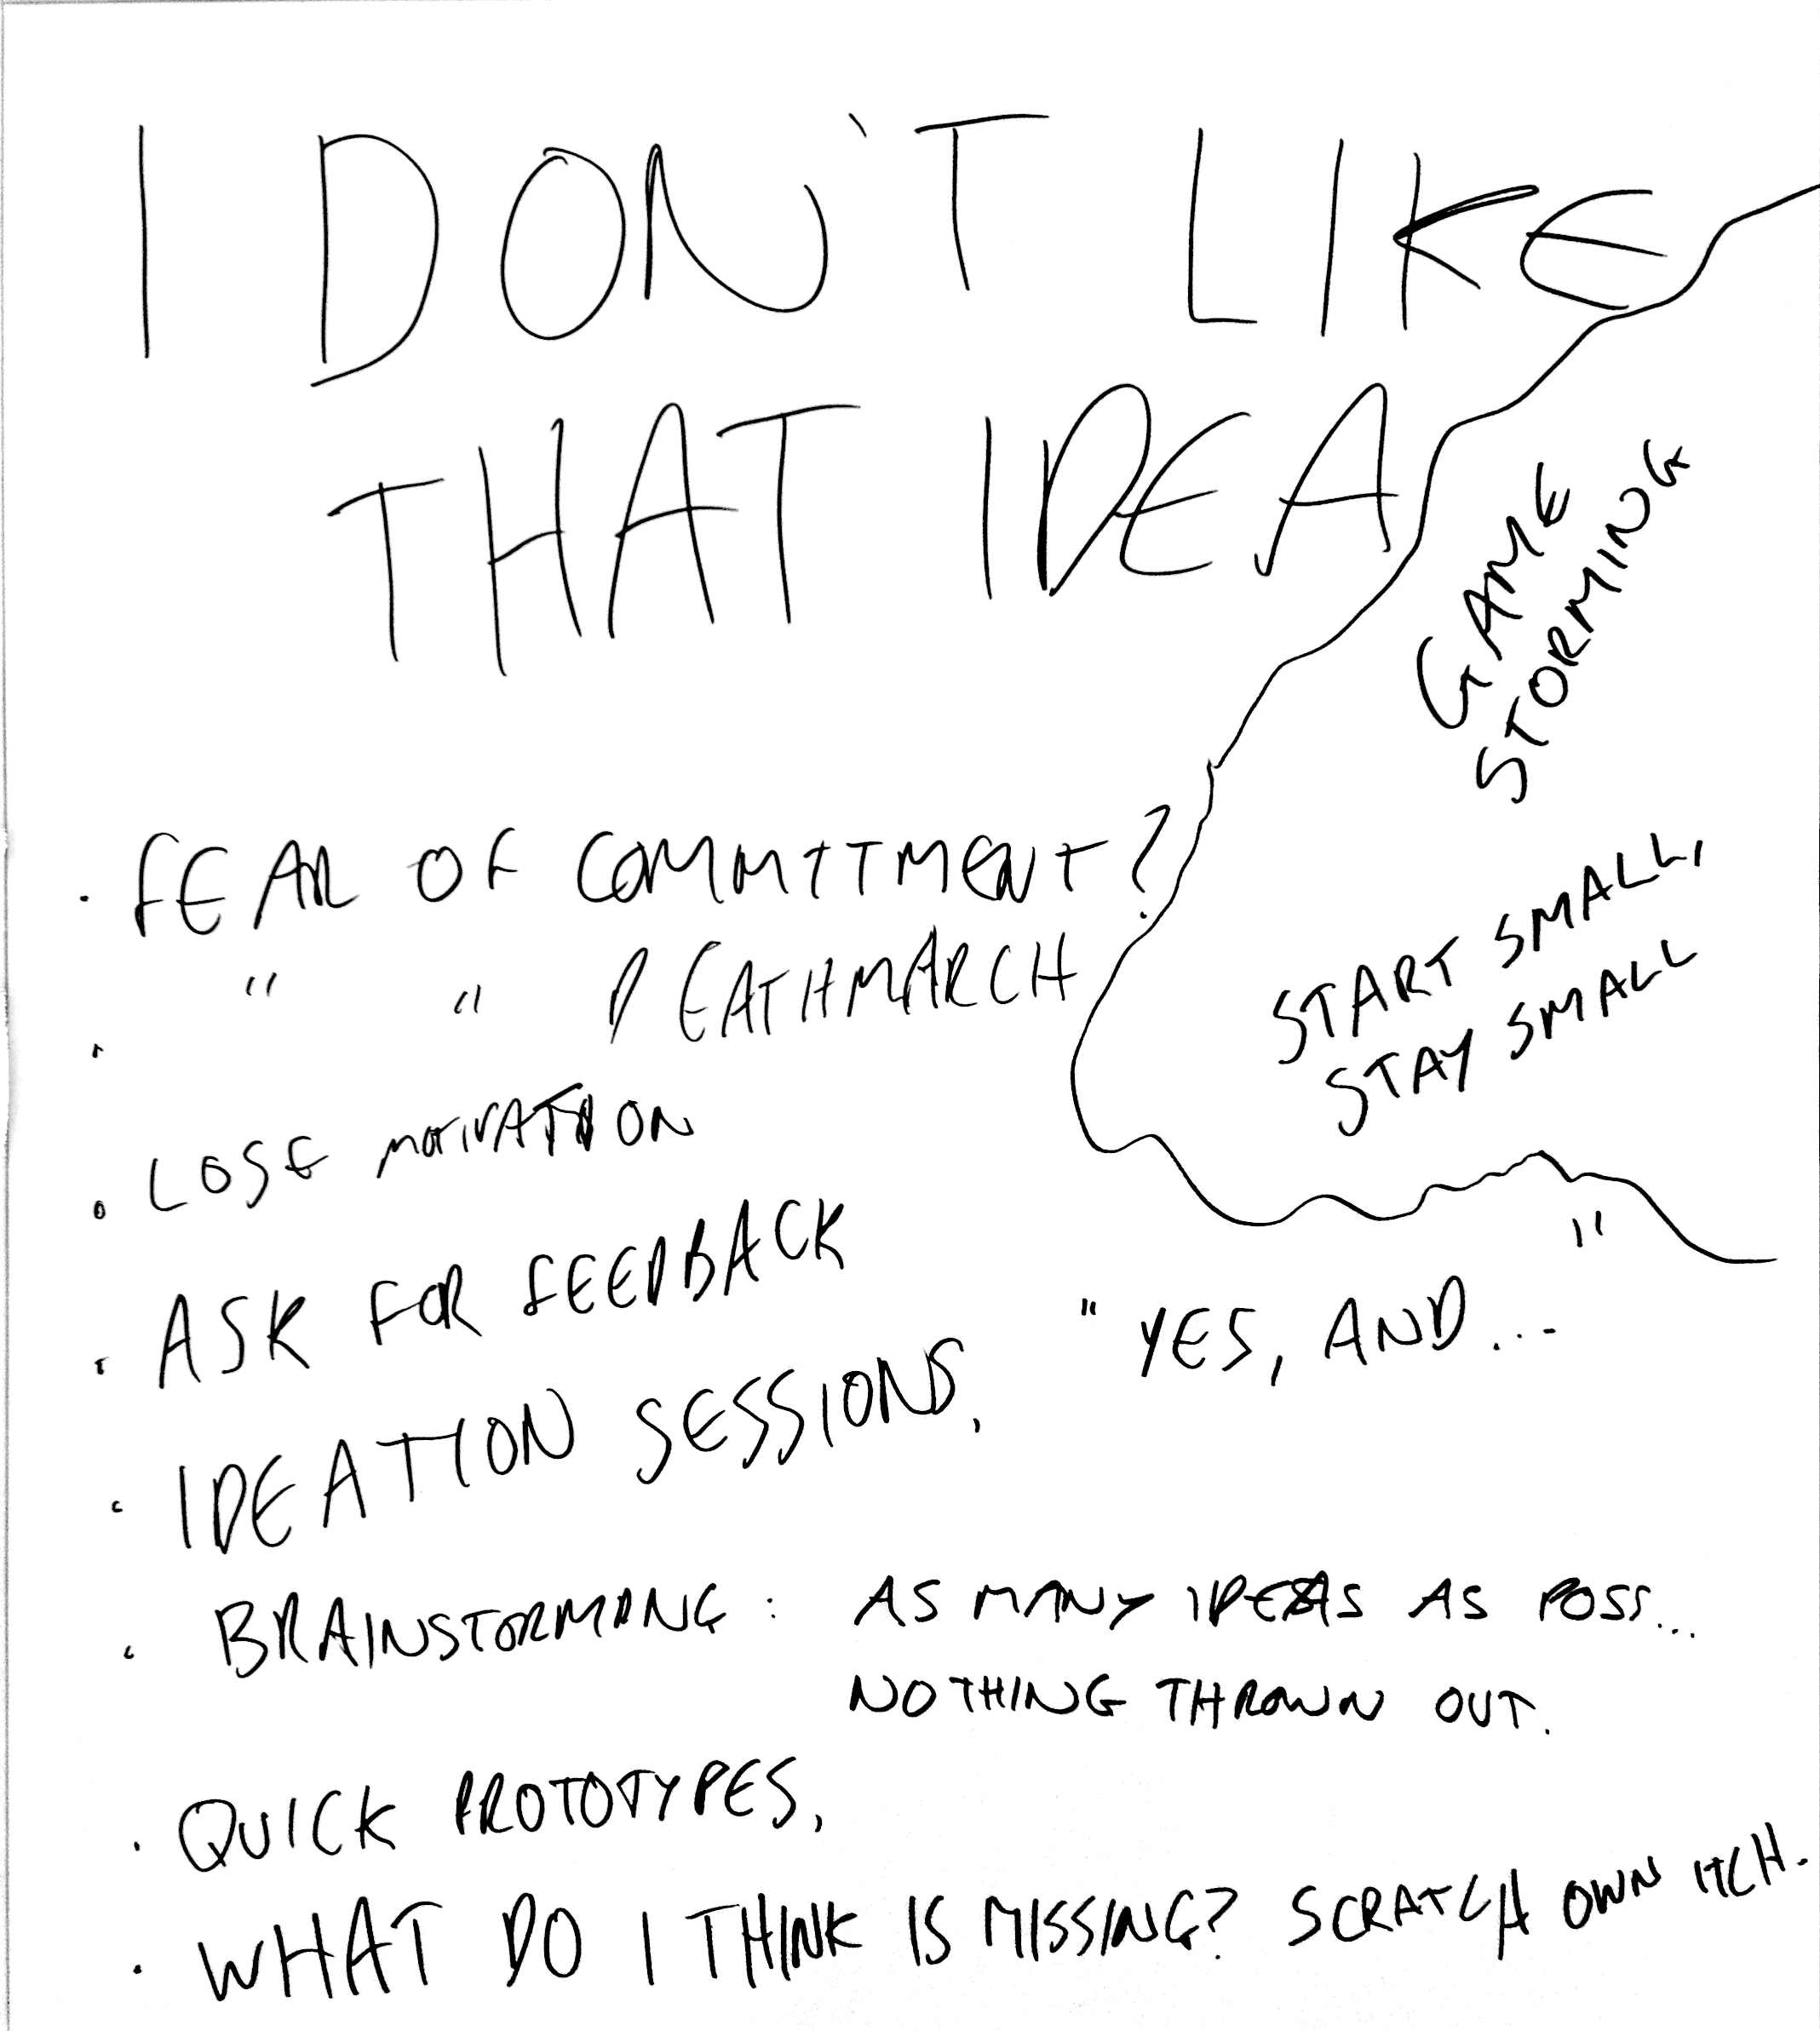 I DON'T LIKE
THAT IDEA
GAME
STORMING
START SMALL,
STAY SMALL
· FEAR OF COMMITTMENT?
· " " DEATHMARCH
· LOSE MOTIVATION
· ASK FOR FEEDBACK
"YES, AND..."
· IDEATION SESSIONS.
· BRAINSTORMING: AS MANY IDEAS AS POSS...
NOTHING THROWN OUT.
· QUICK PROTOTYPES.
· WHAT DO I THINK IS MISSING? SCRATCH OWN ITCH.